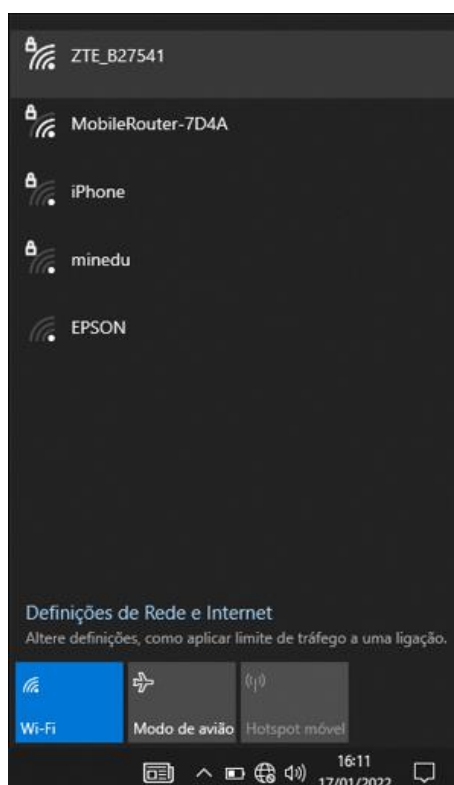 ZTE_B27541
MobileRouter-7D4A
iPhone
minedu
EPSON
Definições de Rede e Internet
Altere definições, como aplicar limite de tráfego a uma ligação.
Wi-Fi
Modo de avião
Hotspot móvel
16:11
17/01/2022